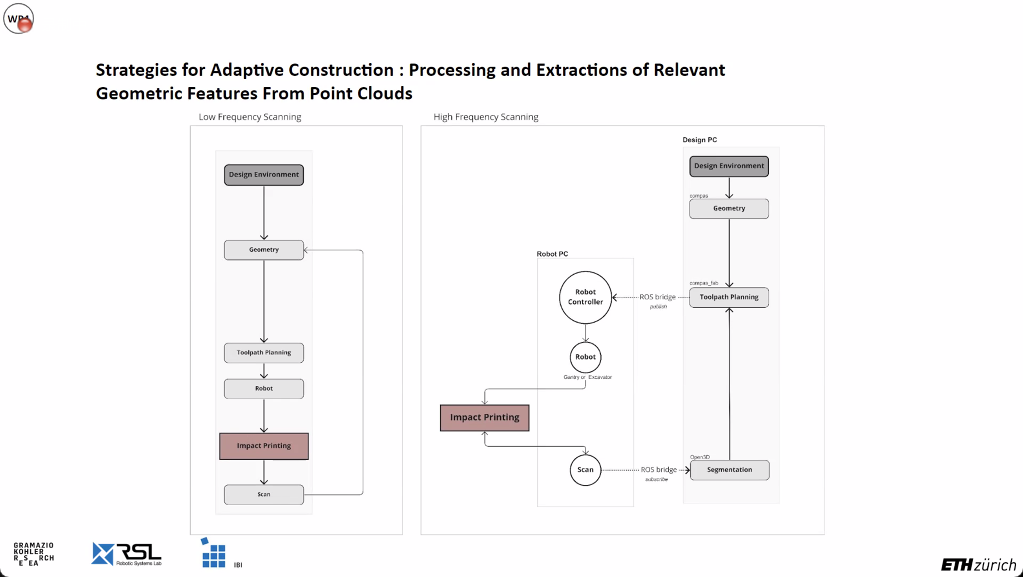 WPA
Strategies for Adaptive Construction : Processing and Extractions of Relevant
Geometric Features From Point Clouds
Low Frequency Scanning
Design Environment
Geometry
Toolpath Planning
Robot
Impact Printing
Scan
High Frequency Scanning
Design PC
Design Environment
compas
Geometry
Robot PC
compas_fab
Robot
Controller
ROS bridge
publish
Toolpath Planning
Robot
Gantry or Excavator
Impact Printing
Open3D
Scan
ROS bridge
subscribe
Segmentation
GRAMAZIO
KOHLER
RESEARCH
RSL
Robotic Systems Lab
IBI
ETH zürich